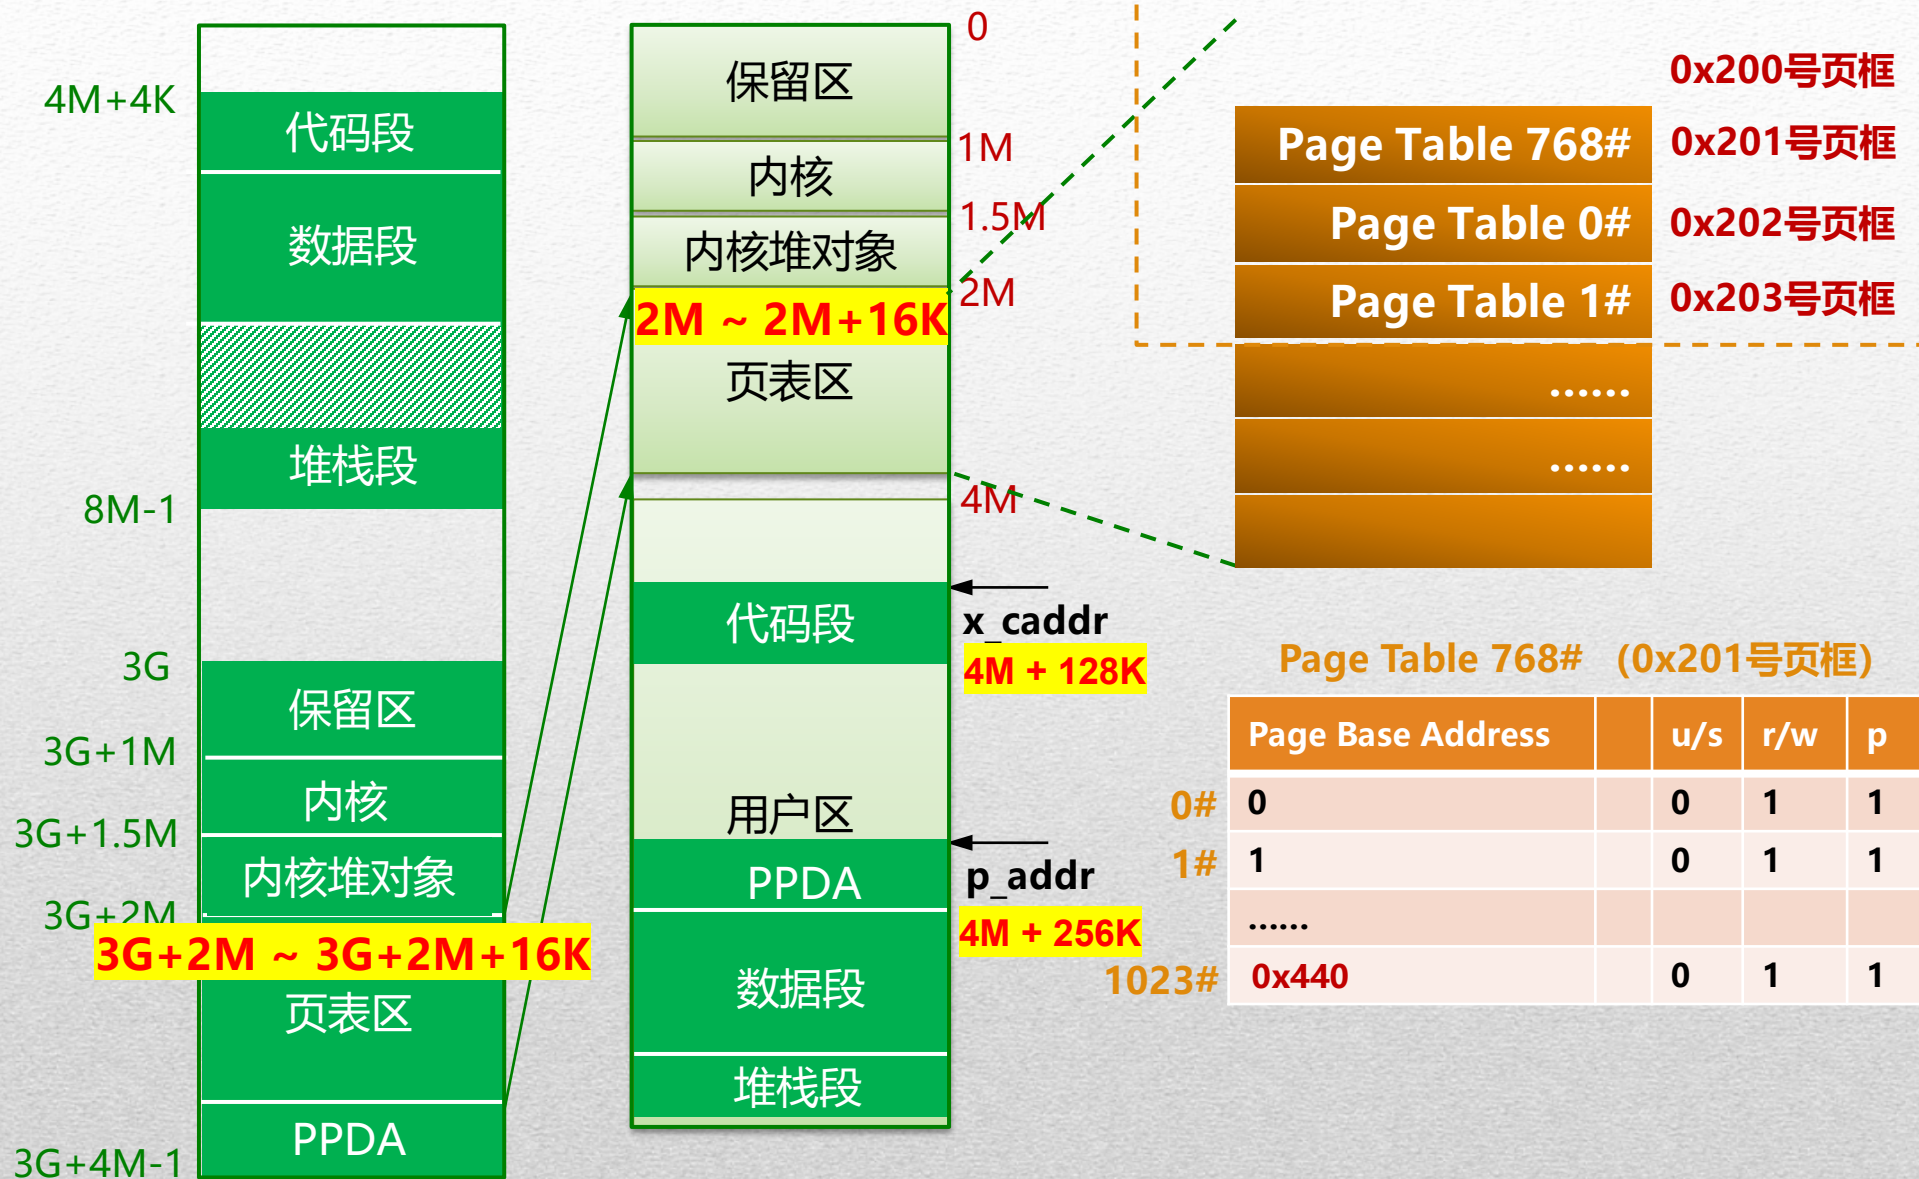 4M+4K
代码段
数据段
堆栈段
8M-1
3G
保留区
3G+1M
内核
3G+1.5M
内核堆对象
3G+2M
3G+2M ~ 3G+2M+16K
页表区
PPDA
3G+4M-1
0
保留区
1M
内核
1.5M
内核堆对象
2M
2M ~ 2M+16K
页表区
4M
代码段
x_caddr
4M + 128K
用户区
PPDA
p_addr
4M + 256K
数据段
堆栈段
0x200号页框
Page Table 768# 0x201号页框
Page Table 0# 0x202号页框
Page Table 1# 0x203号页框
......
......
Page Table 768# (0x201号页框)
Page Base Address u/s r/w p
0# 0 0 1 1
1# 1 0 1 1
......
1023# 0x440 0 1 1